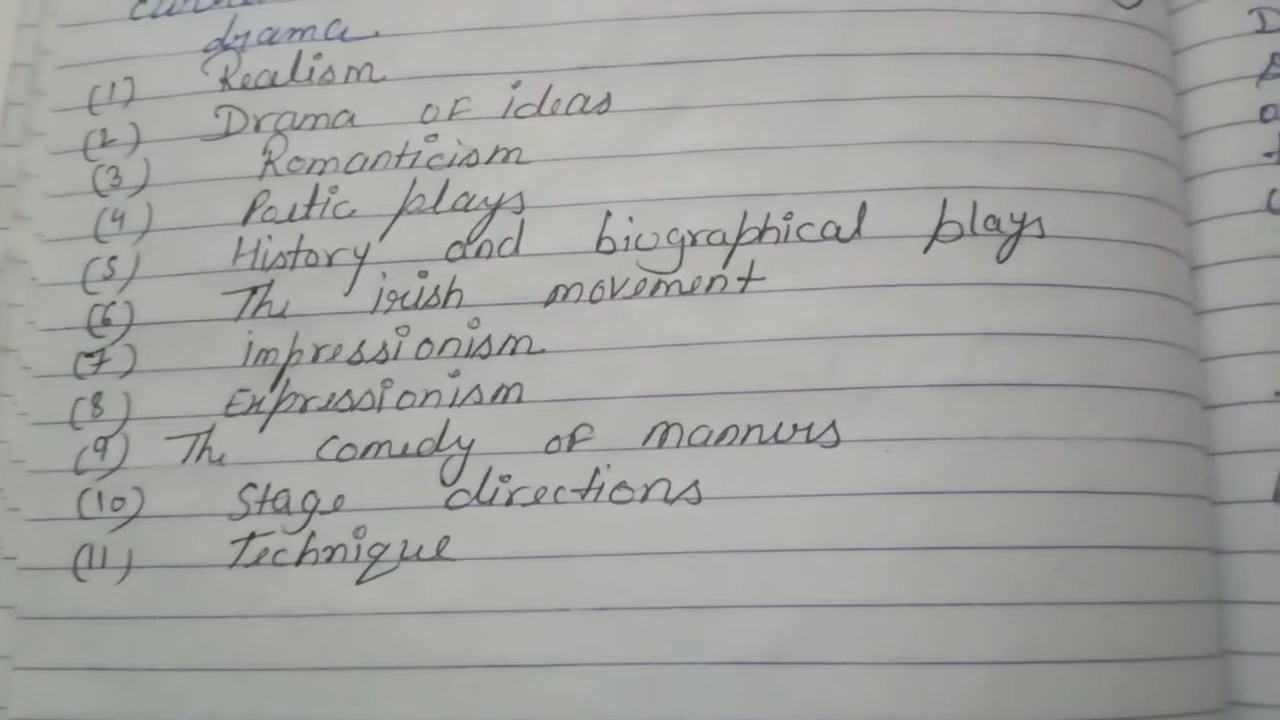 drama.
(1) Realism
(2) Drama of ideas
(3) Romanticism
(4) Poetic plays
(5) History and biographical plays
(6) The irish movement
(7) impressionism
(8) Expressionism
(9) The comedy of manners
(10) Stage directions
(11) Technique